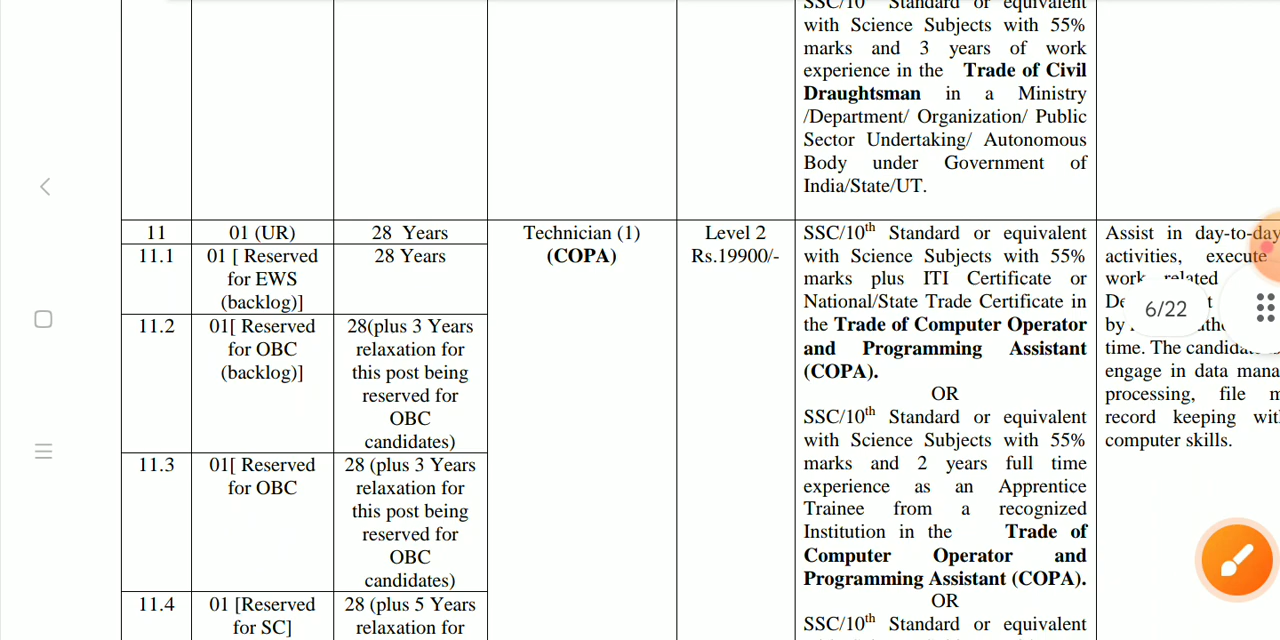 SSC/10 Standard or equivalent
with Science Subjects with 55%
marks and 3 years of work
experience in the Trade of Civil
Draughtsman in a Ministry
/Department/ Organization/ Public
Sector Undertaking/ Autonomous
Body under Government of
India/State/UT.
11
01 (UR)
28 Years
Technician (1)
(COPA)
Level 2
Rs.19900/-
11.1
01 [ Reserved
for EWS
(backlog)]
28 Years
11.2
01[ Reserved
for OBC
(backlog)]
28(plus 3 Years
relaxation for
this post being
reserved for
OBC
candidates)
11.3
01[ Reserved
for OBC
28 (plus 3 Years
relaxation for
this post being
reserved for
OBC
candidates)
11.4
01 [Reserved
for SC]
28 (plus 5 Years
relaxation for
SSC/10th Standard or equivalent
with Science Subjects with 55%
marks plus ITI Certificate or
National/State Trade Certificate in
the Trade of Computer Operator
and Programming Assistant
(COPA).
OR
SSC/10th Standard or equivalent
with Science Subjects with 55%
marks and 2 years full time
experience as an Apprentice
Trainee from a recognized
Institution in the Trade of
Computer Operator and
Programming Assistant (COPA).
OR
SSC/10th Standard or equivalent
Assist in day-to-day
activities, execute
work related
by
time. The
engage in data
processing, file
record keeping
computer skills.
6/22